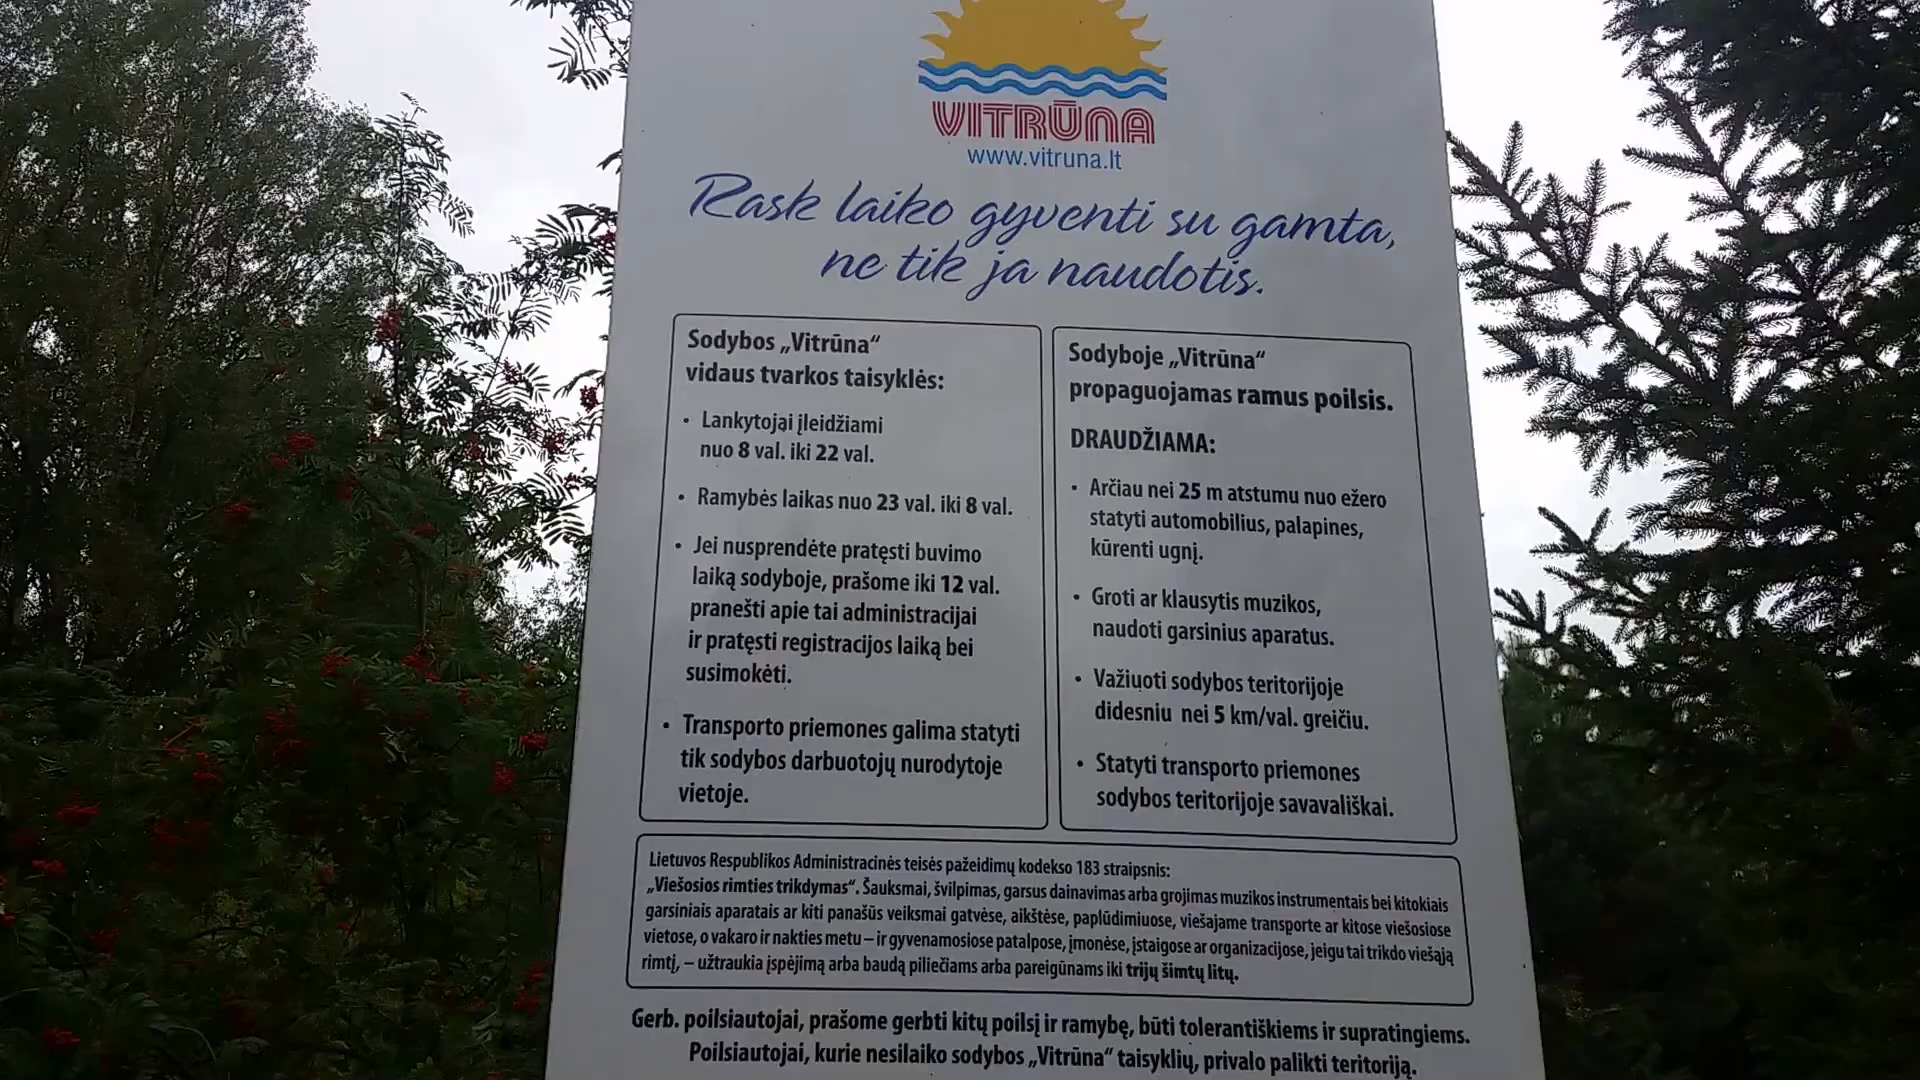 VITRŪNA
www.vitruna.lt
Rask laiko gyventi su gamta,
ne tik ja naudotis.
Sodybos „Vitrūna“
vidaus tvarkos taisyklės:
• Lankytojai įleidžiami
nuo 8 val. iki 22 val.
• Ramybės laikas nuo 23 val. iki 8 val.
• Jei nusprendėte pratęsti buvimo
laiką sodyboje, prašome iki 12 val.
pranešti apie tai administracijai
ir pratęsti registracijos laiką bei
susimokėti.
• Transporto priemones galima statyti
tik sodybos darbuotojų nurodytoje
vietoje.
Sodyboje „Vitrūna“
propaguojamas ramus poilsis.
DRAUDŽIAMA:
• Arčiau nei 25 m atstumu nuo ežero
statyti automobilius, palapines,
kūrenti ugnį.
• Groti ar klausytis muzikos,
naudoti garsinius aparatus.
• Važiuoti sodybos teritorijoje
didesniu nei 5 km/val. greičiu.
• Statyti transporto priemones
sodybos teritorijoje savavališkai.
Lietuvos Respublikos Administracinės teisės pažeidimų kodekso 183 straipsnis:
„Viešosios rimties trikdymas“. Šauksmai, švilpimas, garsus dainavimas arba grojimas muzikos instrumentais bei kitokiais
garsiniais aparatais ar kiti panašūs veiksmai gatvėse, aikštėse, paplūdimiuose, viešajame transporte ar kitose viešosiose
vietose, o vakaro ir nakties metu – ir gyvenamosiose patalpose, įmonėse, įstaigose ar organizacijose, jeigu tai trikdo viešąją
rimtį, – užtraukia įspėjimą arba baudą piliečiams arba pareigūnams iki trijų šimtų litų.
Gerb. poilsiautojai, prašome gerbti kitų poilsį ir ramybę, būti tolerantiškiems ir supratingiems.
Poilsiautojai, kurie nesilaiko sodybos „Vitrūna“ taisyklių, privalo palikti teritoriją.